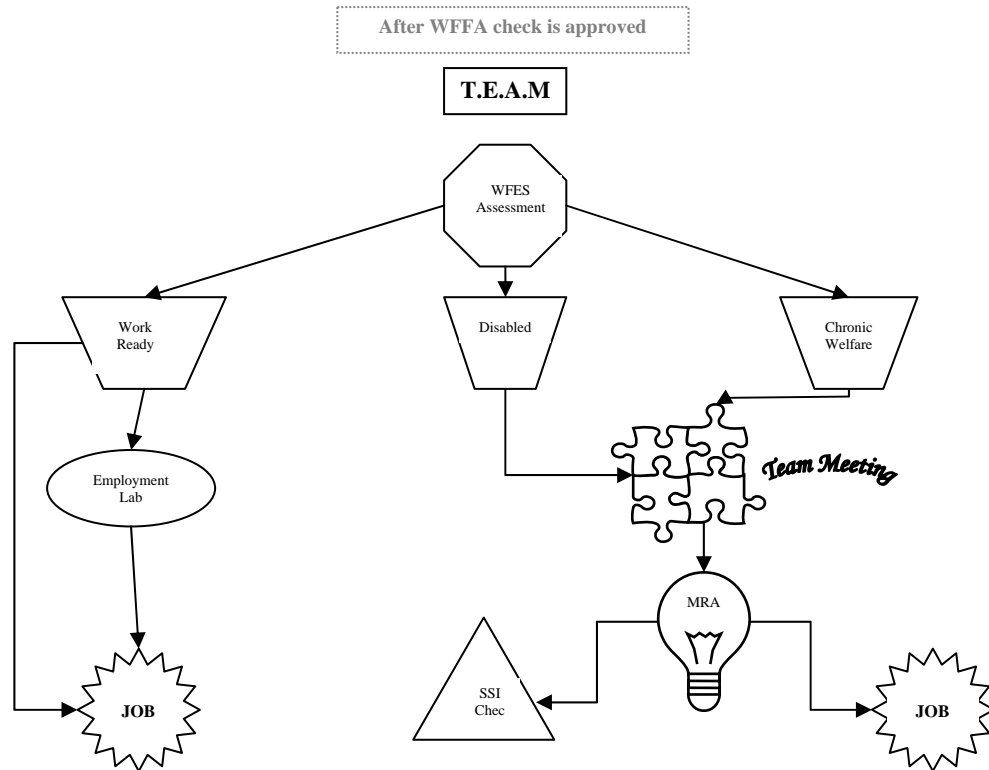 After WFFA check is approved
T.E.A.M
WFES
Assessment
Work
Ready
Disabled
Chronic
Welfare
Employment
Lab
Team Meeting
MRA
SSI
Chec
JOB
JOB